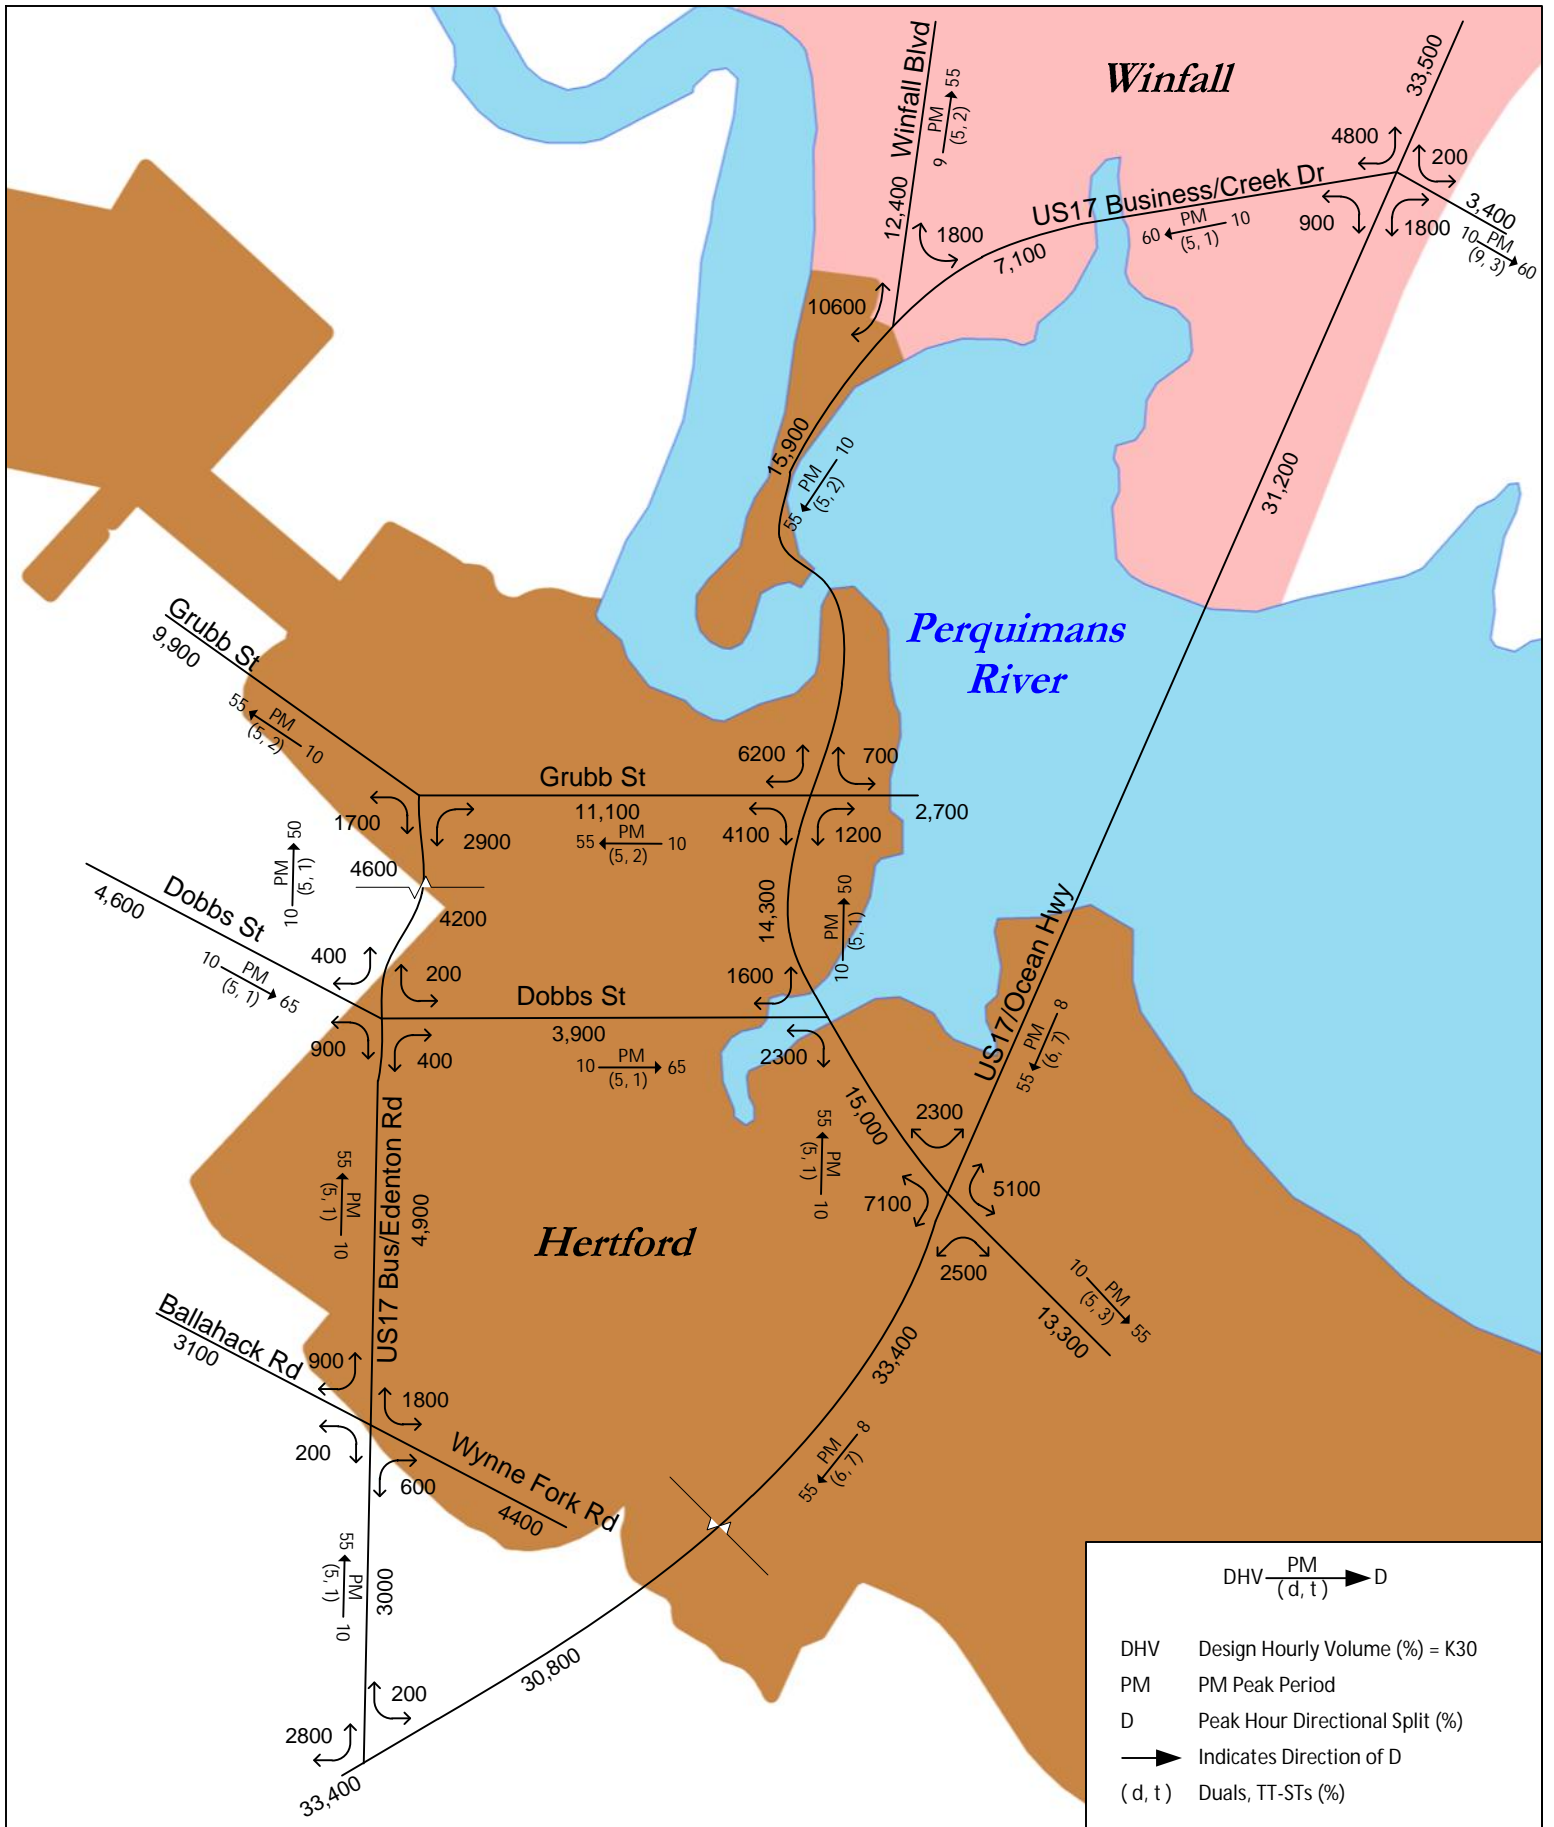 Winfall
Winfall Blvd
12,400
9 PM 55
(5, 2)
33,500
4800
200
3,400
10 PM 60
(9, 3)
US17 Business/Creek Dr
60 PM 10
(5, 1)
900
1800
1800
7,100
10600
15,900
55 PM 10
(5, 2)
31,200
Perquimans
River
Grubb St
9,900
55 PM 10
(5, 2)
6200
700
Grubb St
11,100
2,700
55 PM 10
(5, 2)
1700
2900
4100
1200
10 PM 50
(5, 1)
4600
4200
14,300
10 PM 50
(5, 1)
Dobbs St
4,600
10 PM 65
(5, 1)
400
200
1600
Dobbs St
3,900
10 PM 65
(5, 1)
900
400
2300
US17/Ocean Hwy
55 PM 8
(6, 7)
15,000
2300
55 PM 10
(5, 1)
7100
5100
2500
US17 Bus/Edenton Rd
4,900
55 PM 10
(5, 1)
Hertford
10 PM 55
(5, 3)
13,300
33,400
Ballahack Rd
3100
900
1800
200
600
Wynne Fork Rd
4400
55 PM 8
(6, 7)
55 PM 10
(5, 1)
3000
30,800
200
2800
33,400
DHV PM D
( d, t )
DHV Design Hourly Volume (%) = K30
PM PM Peak Period
D Peak Hour Directional Split (%)
Indicates Direction of D
( d, t ) Duals, TT-STs (%)